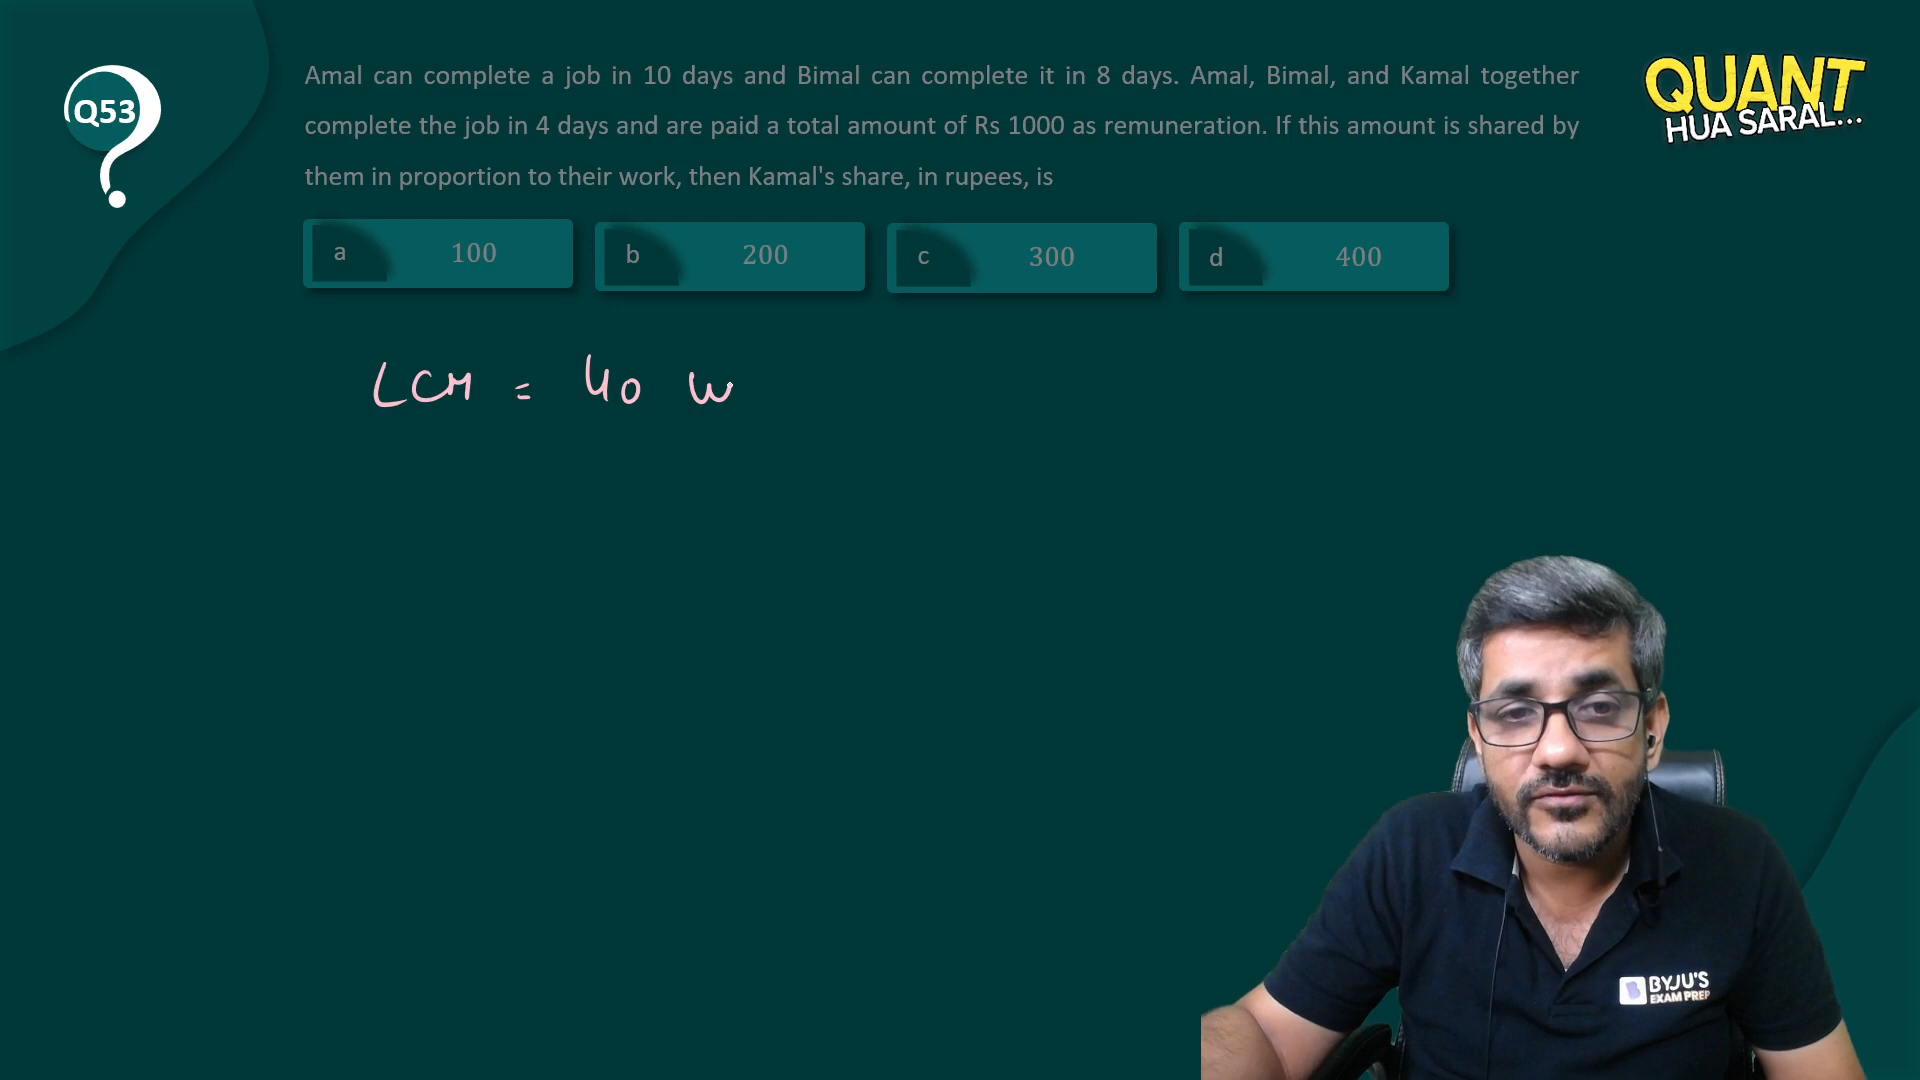 Q53
Amal can complete a job in 10 days and Bimal can complete it in 8 days. Amal, Bimal, and Kamal together
complete the job in 4 days and are paid a total amount of Rs 1000 as remuneration. If this amount is shared by
them in proportion to their work, then Kamal's share, in rupees, is
QUANT
HUA SARAL...
a 100 b 200 c 300 d 400
LCM = 40 W
BYJU'S
EXAM PREP